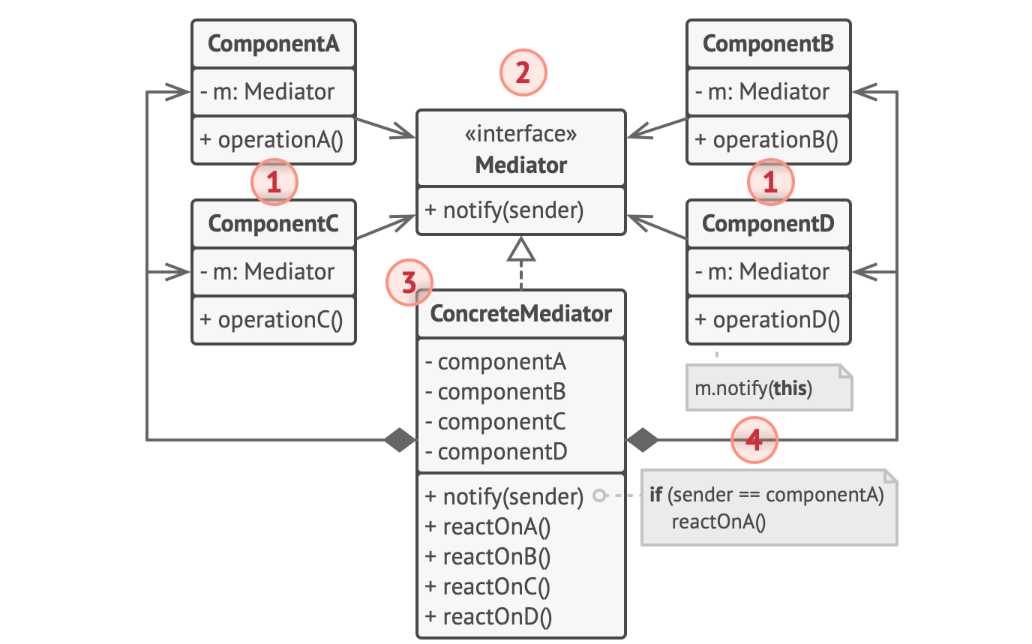 ComponentA
- m: Mediator
+ operationA()
1
ComponentC
- m: Mediator
+ operationC()
2
«interface»
Mediator
+ notify(sender)
ComponentB
- m: Mediator
+ operationB()
1
ComponentD
- m: Mediator
+ operationD()
m.notify(this)
3
ConcreteMediator
- componentA
- componentB
- componentC
- componentD
+ notify(sender)
+ reactOnA()
+ reactOnB()
+ reactOnC()
+ reactOnD()
4
if (sender == componentA)
reactOnA()